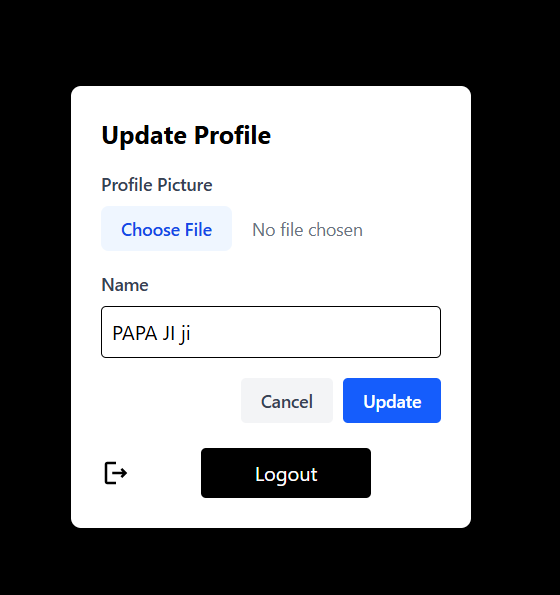 Update Profile
Profile Picture
Choose File No file chosen
Name
PAPA JI ji
Cancel Update
Logout